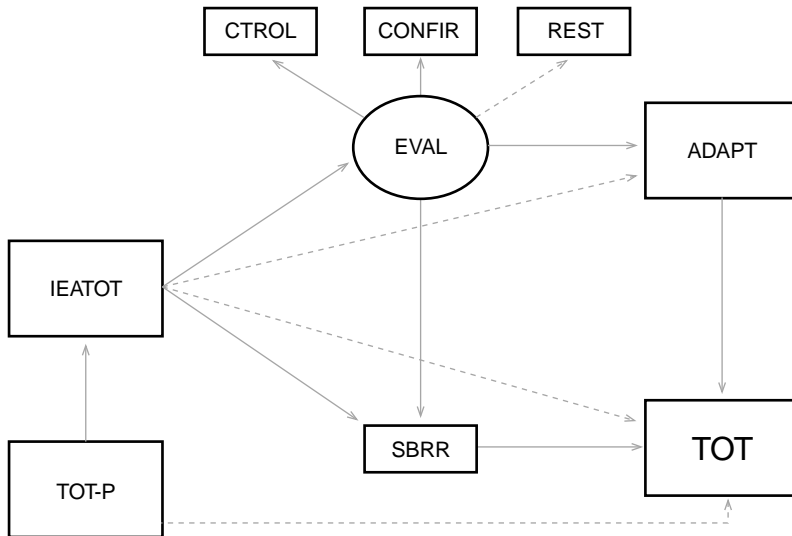 CTROL
CONFIR
REST
EVAL
ADAPT
IEATOT
SBRR
TOT
TOT-P